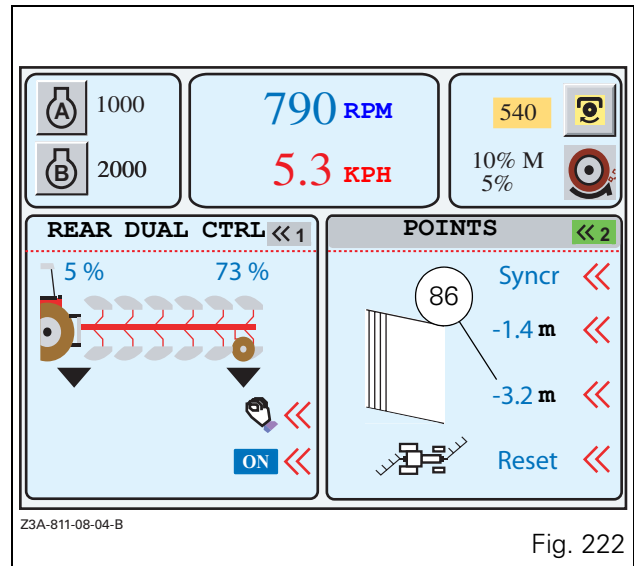 A 1000
B 2000
790 RPM
5.3 KPH
540
10% M
5%
REAR DUAL CTRL << 1
5 % 73 %
ON
POINTS << 2
86
Syncr
-1.4 m
-3.2 m
Reset
Z3A-811-08-04-B
Fig. 222